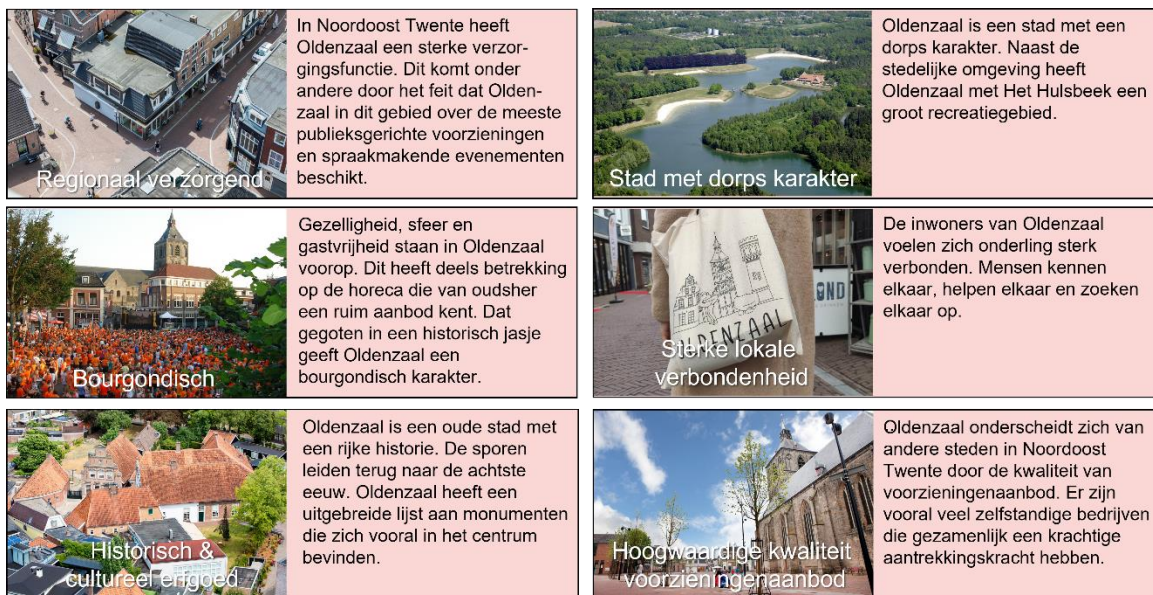 Regionaal verzorgend
In Noordoost Twente heeft
Oldenzaal een sterke verzor-
gingsfunctie. Dit komt onder
andere door het feit dat Olden-
zaal in dit gebied over de meeste
publieksgerichte voorzieningen
en spraakmakende evenementen
beschikt.
Stad met dorps karakter
Oldenzaal is een stad met een
dorps karakter. Naast de
stedelijke omgeving heeft
Oldenzaal met Het Hulsbeek een
groot recreatiegebied.
Bourgondisch
Gezelligheid, sfeer en
gastvrijheid staan in Oldenzaal
voorop. Dit heeft deels betrekking
op de horeca die van oudsher
een ruim aanbod kent. Dat
gegoten in een historisch jasje
geeft Oldenzaal een
bourgondisch karakter.
Sterke lokale
verbondenheid
De inwoners van Oldenzaal
voelen zich onderling sterk
verbonden. Mensen kennen
elkaar, helpen elkaar en zoeken
elkaar op.
Historisch &
cultureel erfgoed
Oldenzaal is een oude stad met
een rijke historie. De sporen
leiden terug naar de achtste
eeuw. Oldenzaal heeft een
uitgebreide lijst aan monumenten
die zich vooral in het centrum
bevinden.
Hoogwaardige kwaliteit
voorzieningenaanbod
Oldenzaal onderscheidt zich van
andere steden in Noordoost
Twente door de kwaliteit van
voorzieningenaanbod. Er zijn
vooral veel zelfstandige bedrijven
die gezamenlijk een krachtige
aantrekkingskracht hebben.